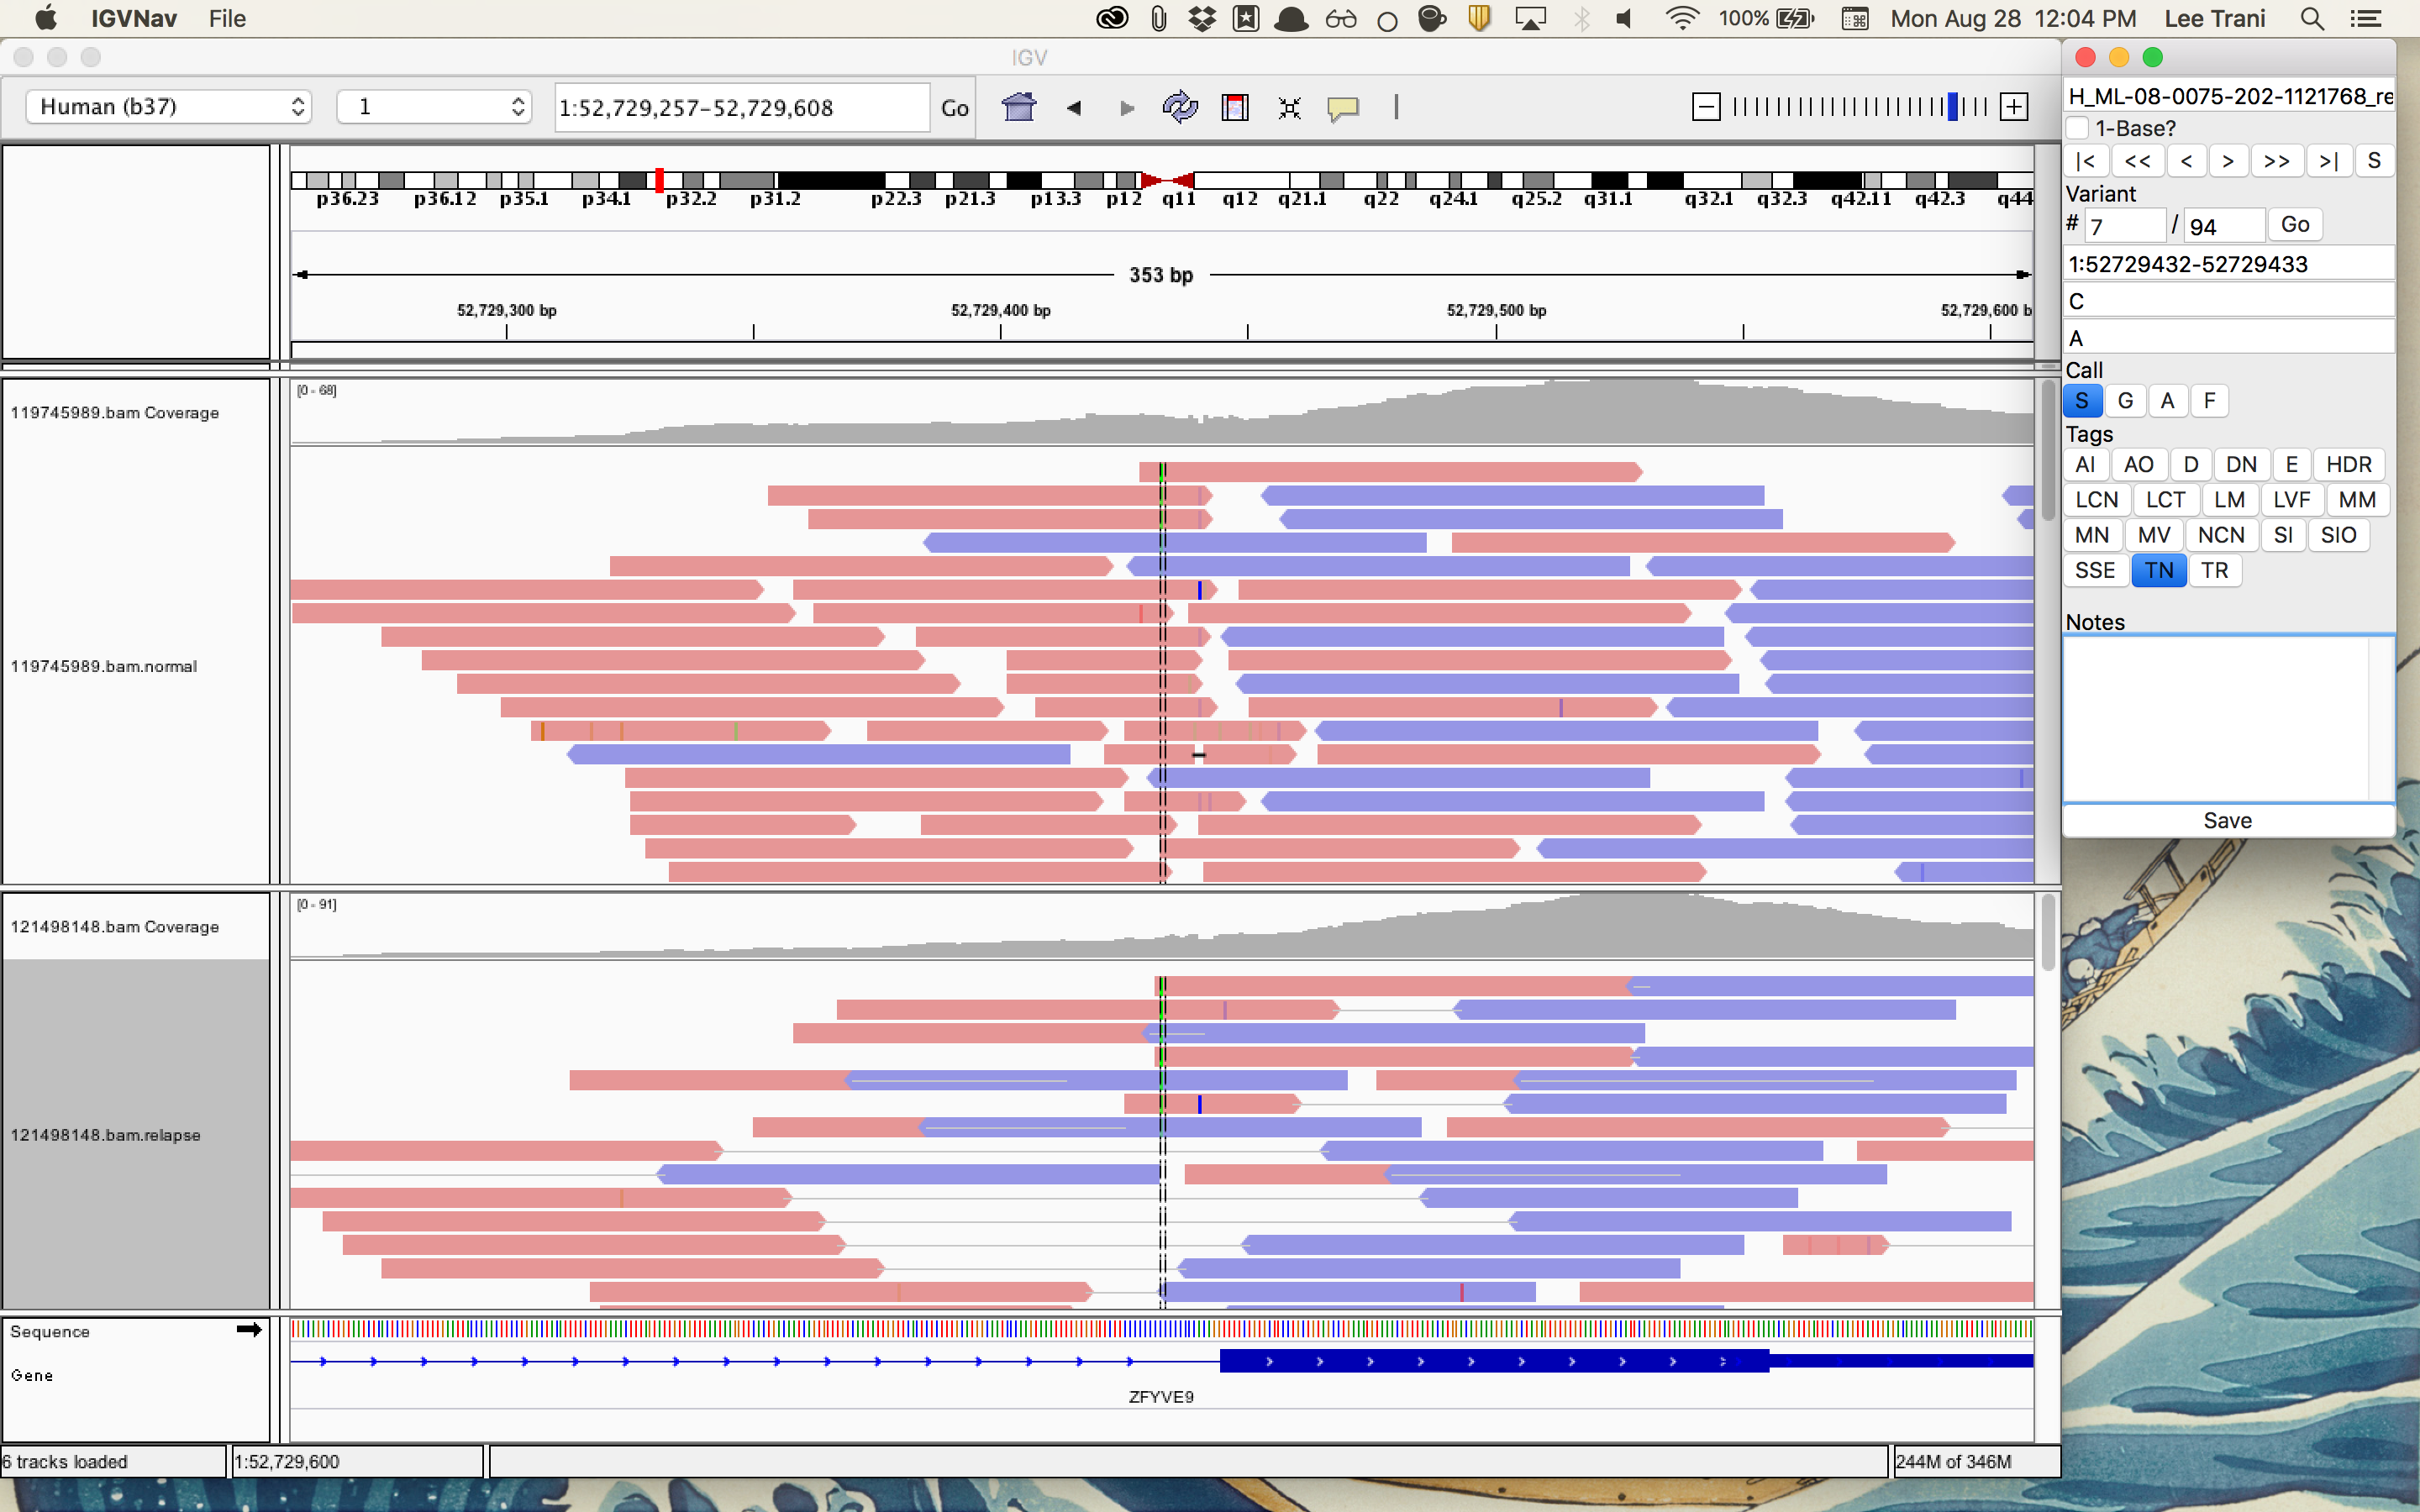 IGVNav File 100% Mon Aug 28 12:04 PM Lee Trani
IGV
Human (b37) 1 1:52,729,257-52,729,608 Go
p36.23 p36.12 p35.1 p34.1 p32.2 p31.2 p22.3 p21.3 p13.3 p12 q11 q12 q21.1 q22 q24.1 q25.2 q31.1 q32.1 q32.3 q42.11 q42.3 q44
353 bp
52,729,300 bp 52,729,400 bp 52,729,500 bp 52,729,600 b
[0 - 68]
119745989.bam Coverage
119745989.bam.normal
[0 - 91]
121498148.bam Coverage
121498148.bam.relapse
Sequence
Gene
ZFYVE9
6 tracks loaded 1:52,729,600 244M of 346M
H_ML-08-0075-202-1121768_re
1-Base?
|< << < > >> >| S
Variant
# 7 / 94 Go
1:52729432-52729433
C
A
Call
S G A F
Tags
AI AO D DN E HDR
LCN LCT LM LVF MM
MN MV NCN SI SIO
SSE TN TR
Notes
Save